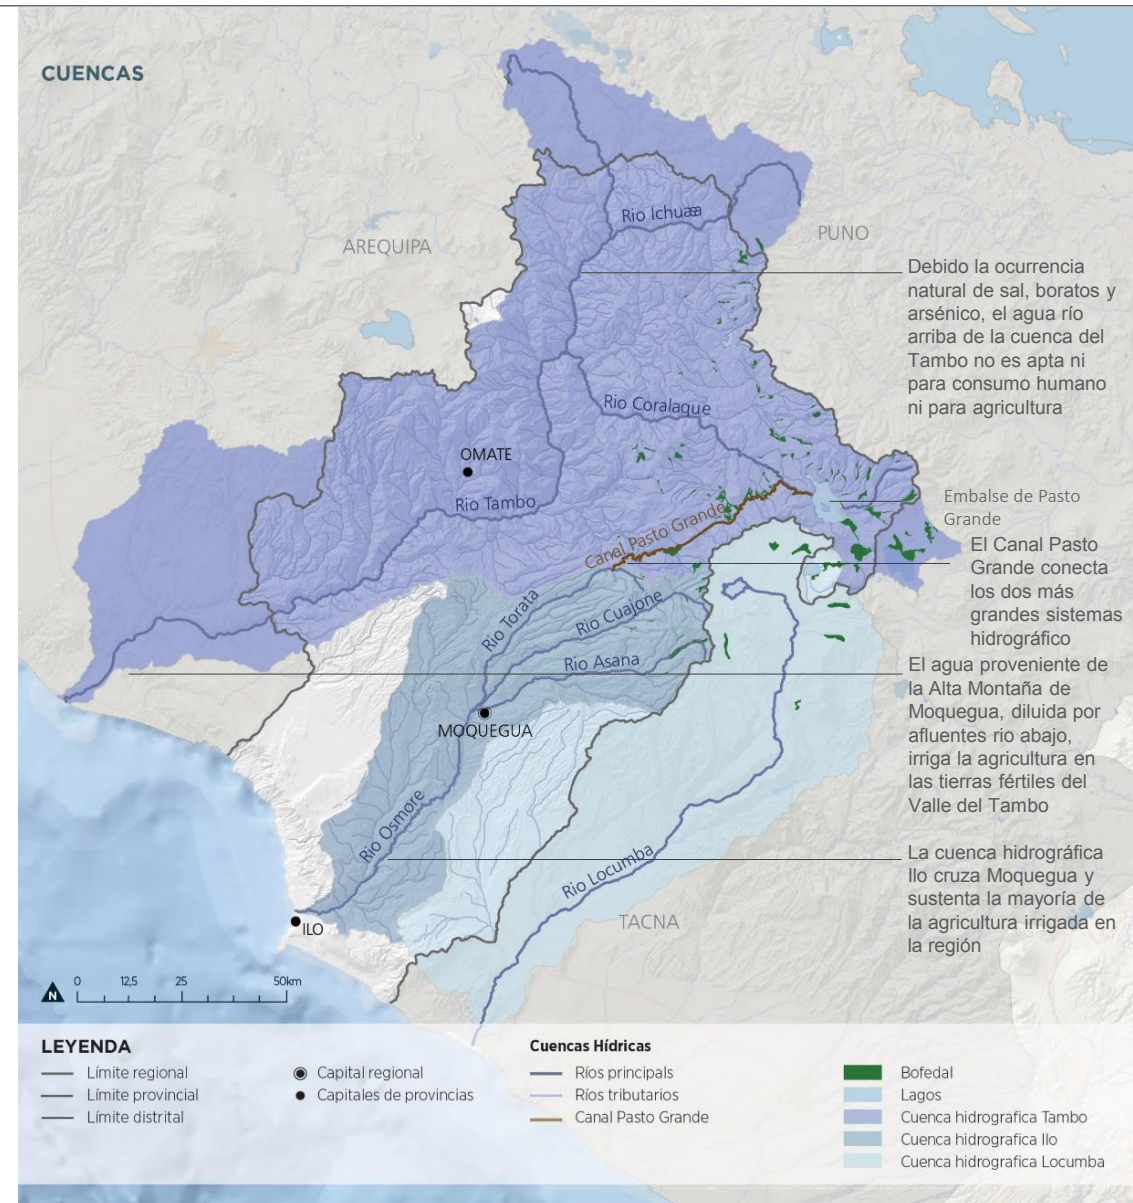 CUENCAS
AREQUIPA
PUNO
Rio Ichuææ
Debido la ocurrencia
natural de sal, boratos y
arsénico, el agua río
arriba de la cuenca del
Tambo no es apta ni
para consumo humano
ni para agricultura
Rio Coralaque
OMATE
Rio Tambo
Embalse de Pasto
Grande
Canal Pasto Grande
El Canal Pasto
Grande conecta
los dos más
grandes sistemas
hidrográfico
Rio Torata
Rio Cuajone
Rio Asana
El agua proveniente de
la Alta Montaña de
Moquegua, diluida por
afluentes rio abajo,
irriga la agricultura en
las tierras fértiles del
Valle del Tambo
MOQUEGUA
Rio Osmore
Rio Locumba
La cuenca hidrográfica
Ilo cruza Moquegua y
sustenta la mayoría de
la agricultura irrigada en
la región
TACNA
ILO
0 12,5 25 50km
N
LEYENDA
Límite regional
Límite provincial
Límite distrital
Capital regional
Capitales de provincias
Cuencas Hídricas
Ríos principals
Ríos tributarios
Canal Pasto Grande
Bofedal
Lagos
Cuenca hidrografica Tambo
Cuenca hidrografica Ilo
Cuenca hidrografica Locumba